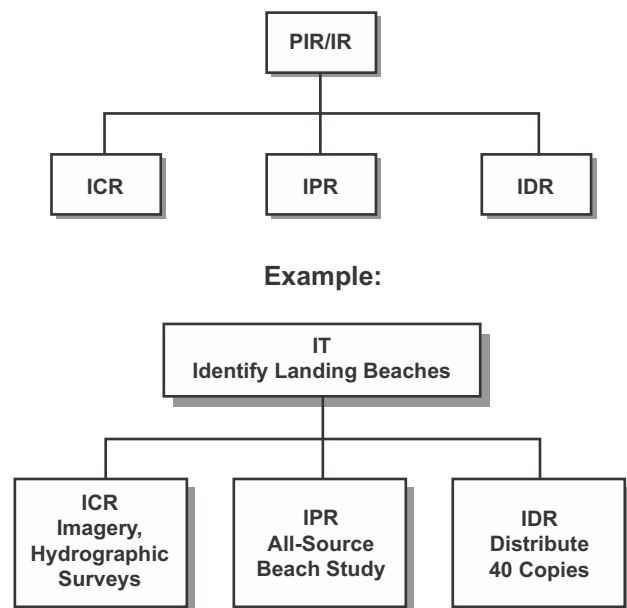 PIR/IR
ICR
IPR
IDR
Example:
IT
Identify Landing Beaches
ICR
Imagery,
Hydrographic
Surveys
IPR
All-Source
Beach Study
IDR
Distribute
40 Copies